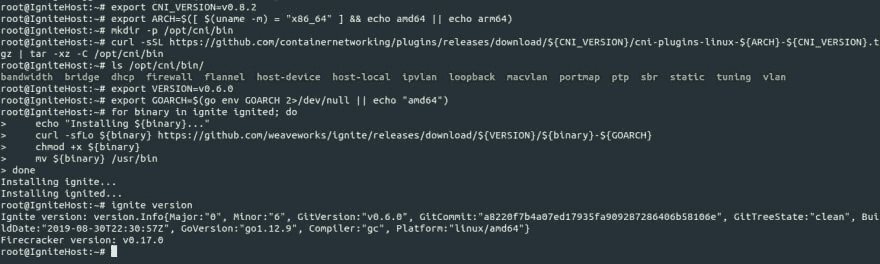 root@IgniteHost:~# export CNI_VERSION=v0.8.2
root@IgniteHost:~# export ARCH=$([ $(uname -m) = "x86_64" ] && echo amd64 || echo arm64)
root@IgniteHost:~# mkdir -p /opt/cni/bin
root@IgniteHost:~# curl -sSL https://github.com/containernetworking/plugins/releases/download/${CNI_VERSION}/cni-plugins-linux-${ARCH}-${CNI_VERSION}.t
gz | tar -xz -C /opt/cni/bin
root@IgniteHost:~# ls /opt/cni/bin/
bandwidth bridge dhcp firewall flannel host-device host-local ipvlan loopback macvlan portmap ptp sbr static tuning vlan
root@IgniteHost:~# export VERSION=v0.6.0
root@IgniteHost:~# export GOARCH=$(go env GOARCH 2>/dev/null || echo "amd64")
root@IgniteHost:~# for binary in ignite ignited; do
> echo "Installing ${binary}..."
> curl -sfLo ${binary} https://github.com/weaveworks/ignite/releases/download/${VERSION}/${binary}-${GOARCH}
> chmod +x ${binary}
> mv ${binary} /usr/bin
> done
Installing ignite...
Installing ignited...
root@IgniteHost:~# ignite version
Ignite version: version.Info{Major:"0", Minor:"6", GitVersion:"v0.6.0", GitCommit:"a8220f7b4a07ed17935fa909287286406b58106e", GitTreeState:"clean", Bui
ldDate:"2019-08-30T22:30:57Z", GoVersion:"go1.12.9", Compiler:"gc", Platform:"linux/amd64"}
Firecracker version: v0.17.0
root@IgniteHost:~#